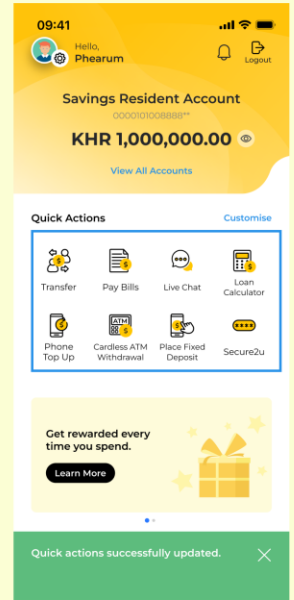 09:41
Hello,
Phearum
Logout
Savings Resident Account
0000101008888**
KHR 1,000,000.00
View All Accounts
Quick Actions
Customise
Transfer
Pay Bills
Live Chat
Loan
Calculator
Phone
Top Up
ATM
Cardless ATM
Withdrawal
Place Fixed
Deposit
Secure2u
Get rewarded every
time you spend.
Learn More
Quick actions successfully updated.